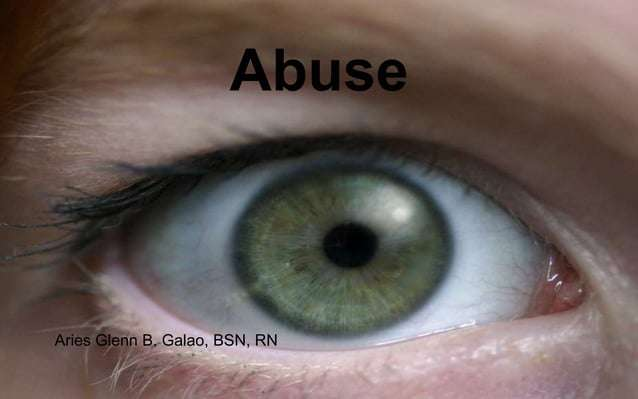 Abuse
Aries Glenn B. Galao, BSN, RN